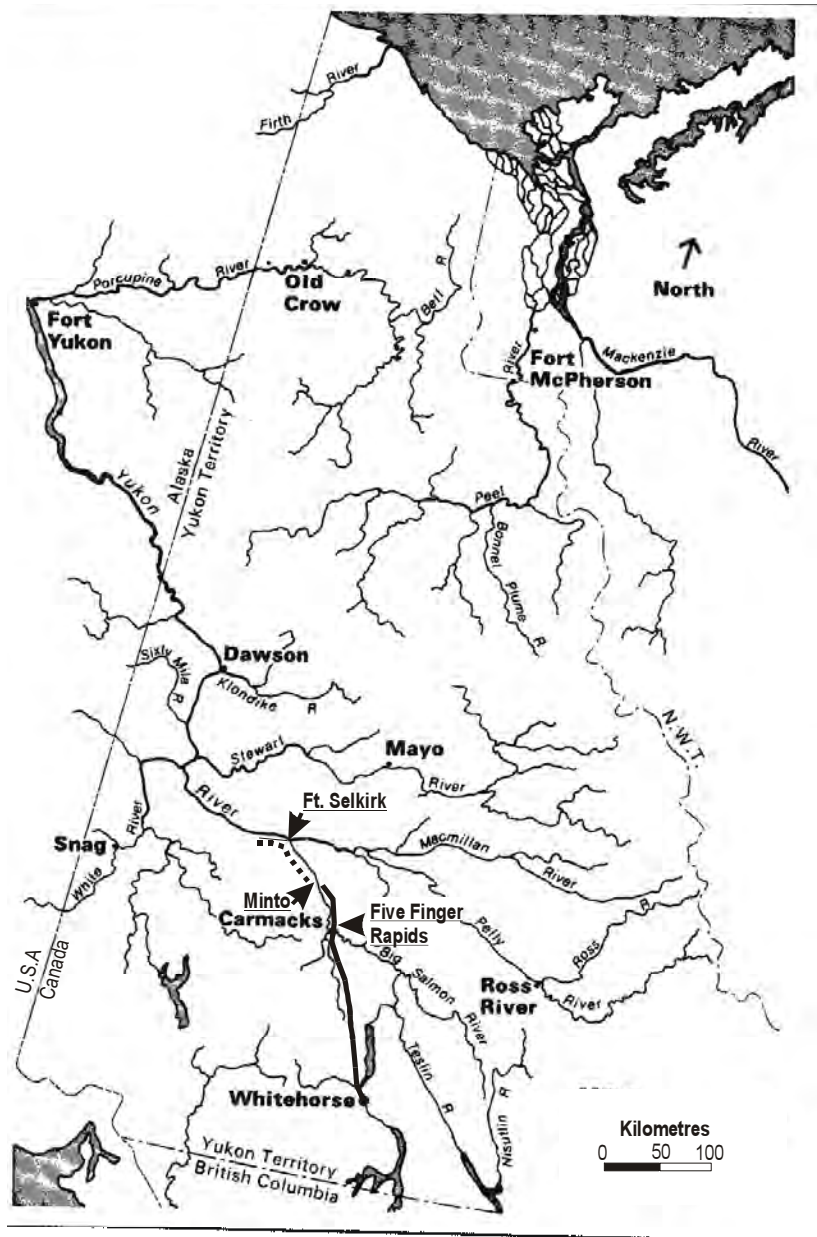 River
Firth
North
Porcupine
River
Old
Crow
Bell
R
Fort
Yukon
River
Fort
McPherson
Mackenzie
River
Alaska
Yukon Territory
Yukon
Peel
Bonnel
Plume
R
Dawson
Sixty Mile
R
Klondike
R
N.W.T.
Stewart
Mayo
River
River
Ft. Selkirk
Snag
River
White
Macmillan
River
Minto
Carmacks
Five Finger
Rapids
Pelly
Ross
R
Big
Salmon
River
Ross
River
River
U.S.A
Canada
Teslin
R
Nisutlin R
Whitehorse
Kilometres
0 50 100
Yukon Territory
British Columbia